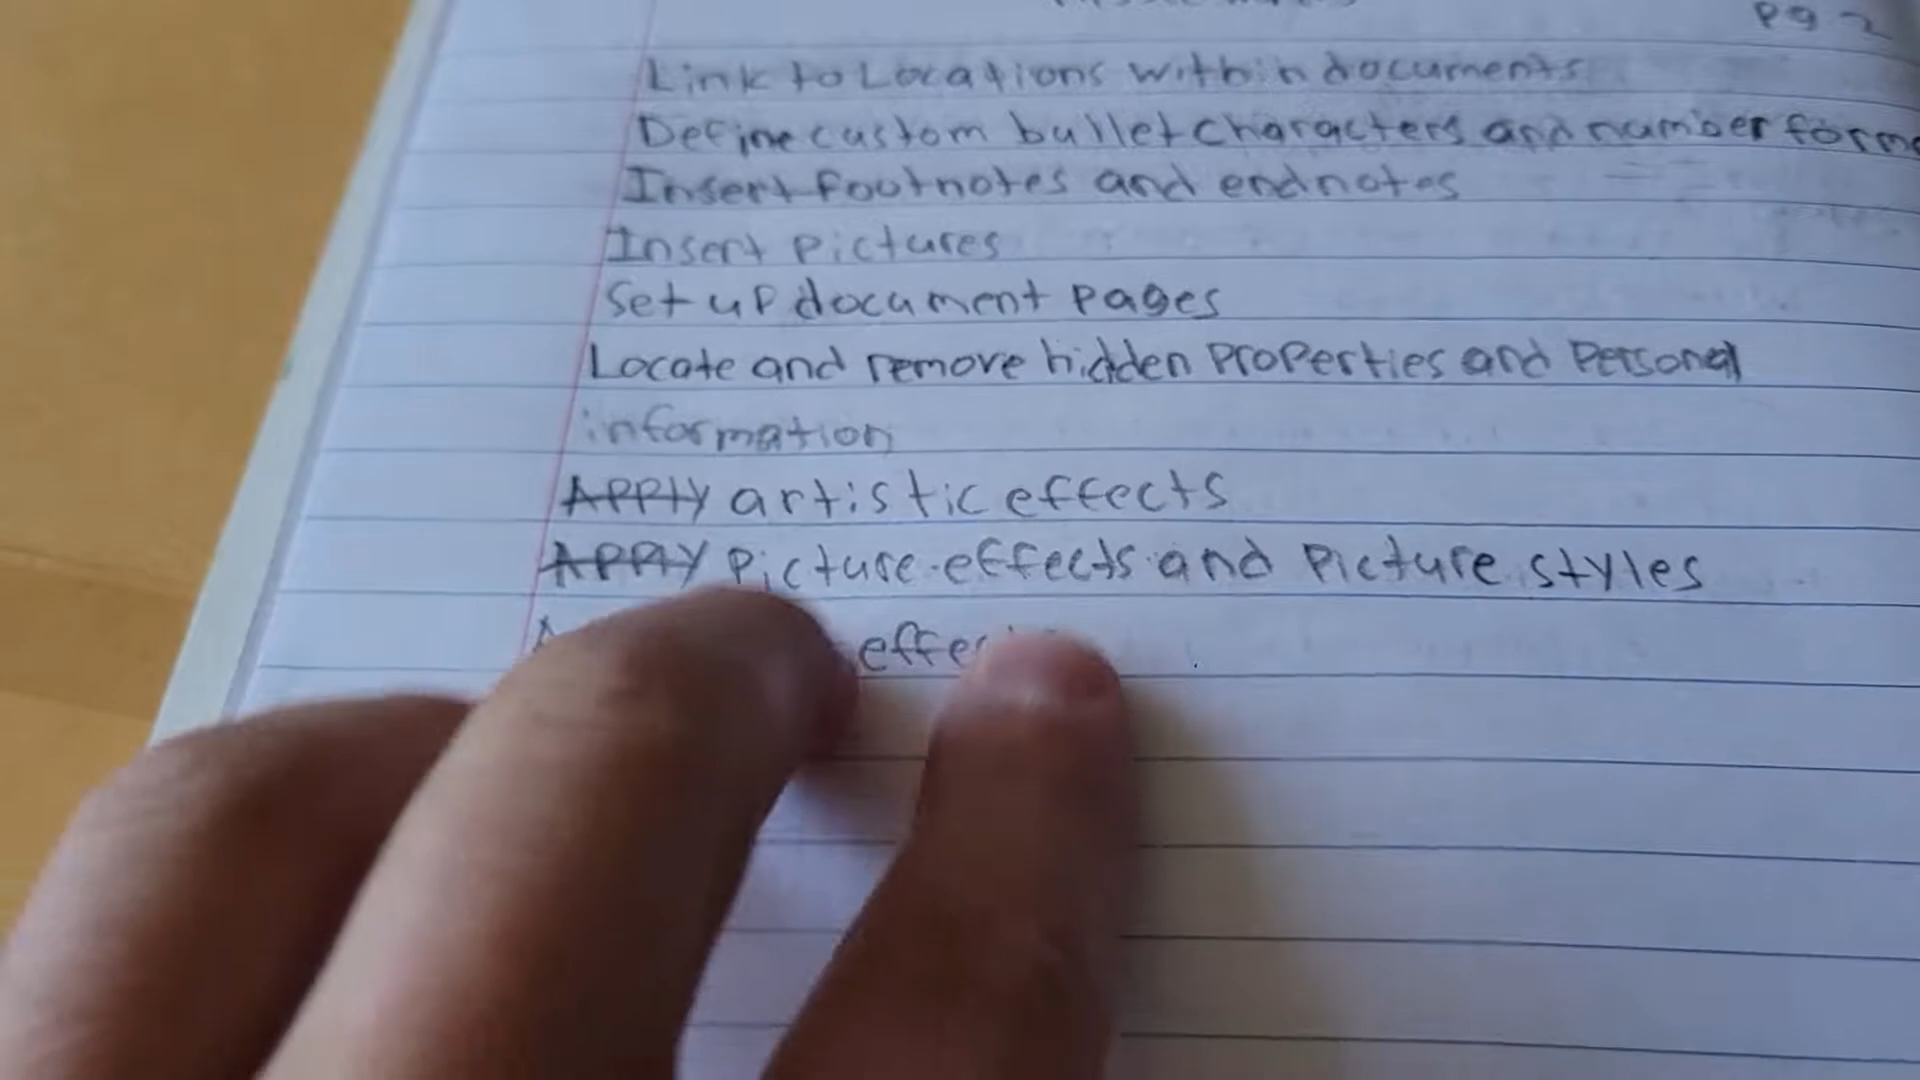 Pg 2
Link to Locations within documents
Define custom bullet characters and number
Insert footnotes and endnotes
Insert pictures
Set up document pages
Locate and remove hidden properties and Personal
information
APPLY artistic effects
APPLY Picture effects and Picture styles